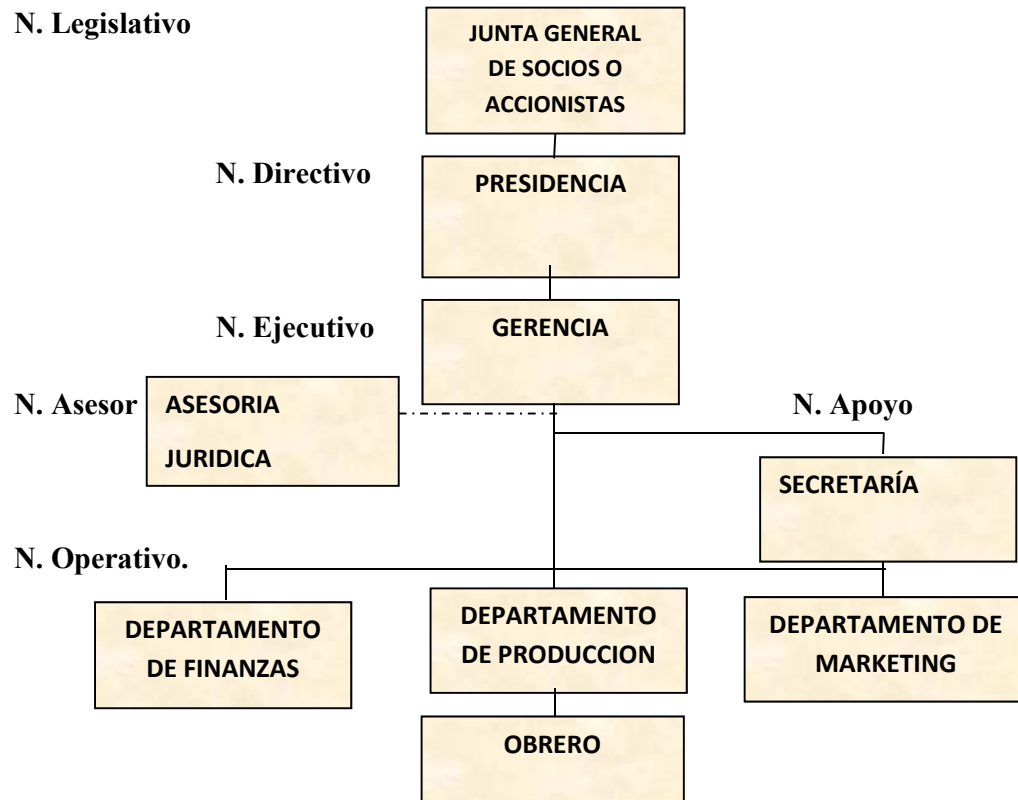 N. Legislativo
JUNTA GENERAL
DE SOCIOS O
ACCIONISTAS
N. Directivo
PRESIDENCIA
N. Ejecutivo
GERENCIA
N. Asesor
ASESORIA
JURIDICA
N. Apoyo
SECRETARÍA
N. Operativo.
DEPARTAMENTO
DE FINANZAS
DEPARTAMENTO
DE PRODUCCION
DEPARTAMENTO DE
MARKETING
OBRERO